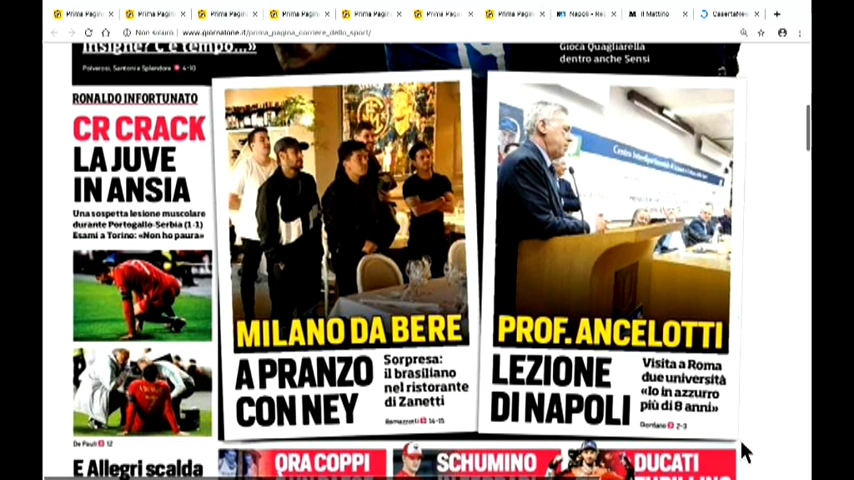 Prima Pagin
Prima Pagin
Prima Pagin
Prima Pagin
Prima Pagin
Prima Pagin
Prima Pagin
Napoli - Rep
Il Mattino
CasertaNew
Non sicuro
www.giornalone.it/prima_pagina_corriere_dello_sport/
Insigne? C'è tempo...»
Polverosi, Santoni e Splendore 4-10
Gioca Quagliarella
dentro anche Sensi
RONALDO INFORTUNATO
CR CRACK
LA JUVE
IN ANSIA
Una sospetta lesione muscolare
durante Portogallo-Serbia (1-1)
Esami a Torino: «Non ho paura»
De Pauli 12
E Allegri scalda
MILANO DA BERE
A PRANZO
CON NEY
Sorpresa:
il brasiliano
nel ristorante
di Zanetti
Ramazzotti 14-15
PROF. ANCELOTTI
LEZIONE
DI NAPOLI
Visita a Roma
due università
«Io in azzurro
più di 8 anni»
Giordano 2-3
QRA COPPI
SCHUMINO
DUCATI